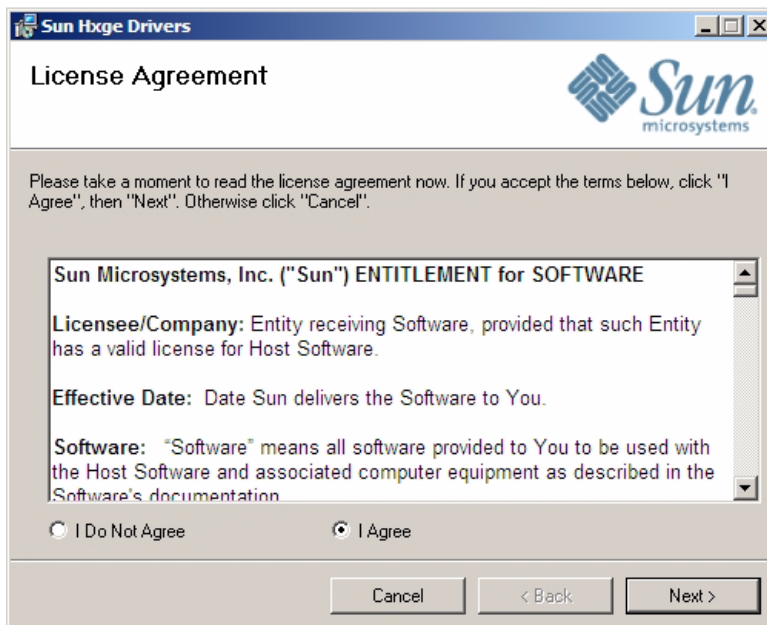 Sun Hxge Drivers
License Agreement
Sun
microsystems
Please take a moment to read the license agreement now. If you accept the terms below, click "I
Agree", then "Next". Otherwise click "Cancel".
Sun Microsystems, Inc. ("Sun") ENTITLEMENT for SOFTWARE
Licensee/Company: Entity receiving Software, provided that such Entity
has a valid license for Host Software.
Effective Date: Date Sun delivers the Software to You.
Software: “Software” means all software provided to You to be used with
the Host Software and associated computer equipment as described in the
Software's documentation
I Do Not Agree
I Agree
Cancel
< Back
Next >